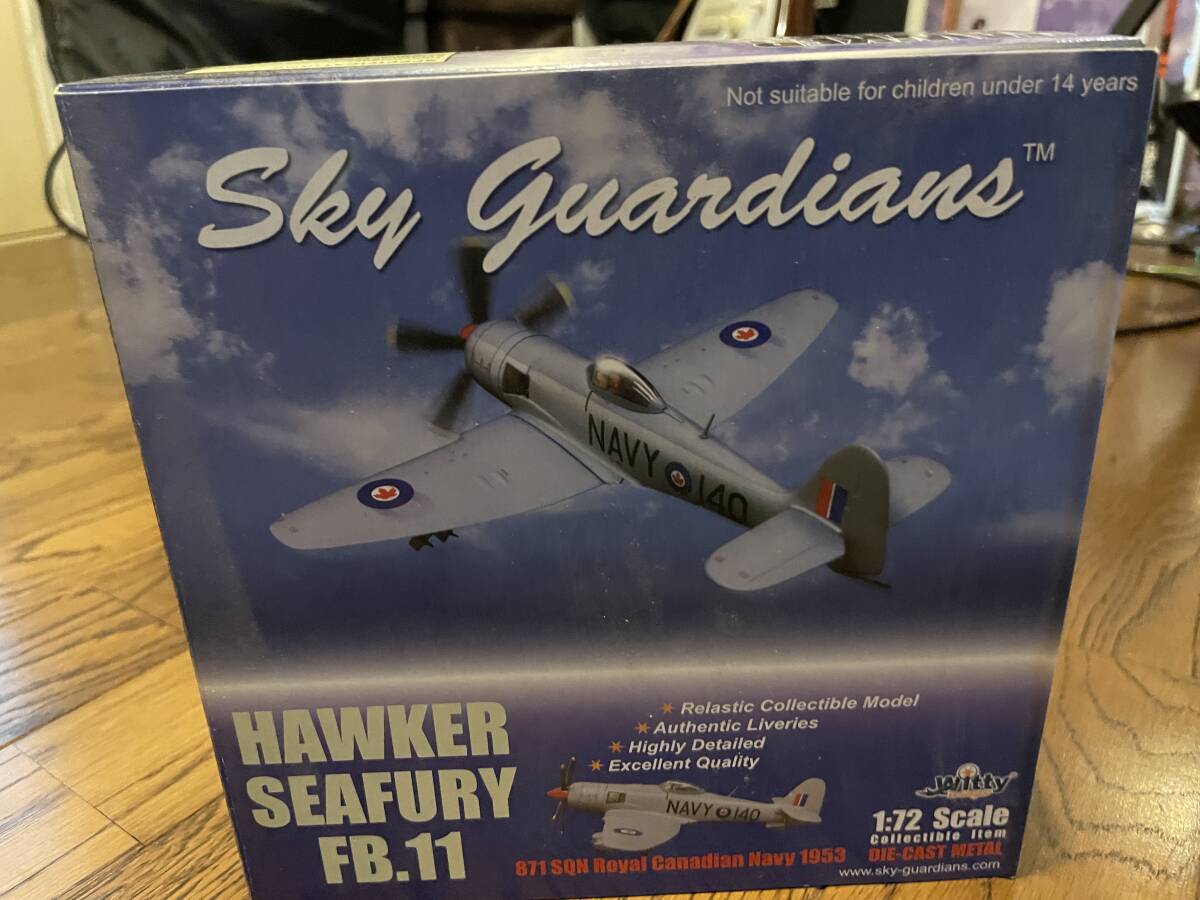 Not suitable for children under 14 years
Sky Guardians™
NAVY 140
HAWKER
SEAFURY
FB.11
Relastic Collectible Model
Authentic Liveries
Highly Detailed
Excellent Quality
NAVY 140
871 SQN Royal Canadian Navy 1953
Witty
1:72 Scale
Collectible Item
DIE-CAST METAL
www.sky-guardians.com